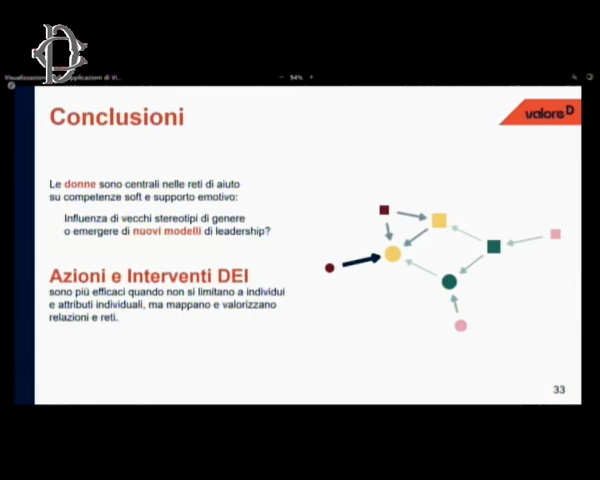 94%
Conclusioni
valore D
Le donne sono centrali nelle reti di aiuto
su competenze soft e supporto emotivo:
Influenza di vecchi stereotipi di genere
o emergere di nuovi modelli di leadership?
Azioni e Interventi DEI
sono più efficaci quando non si limitano a individui
e attributi individuali, ma mappano e valorizzano
relazioni e reti.
33